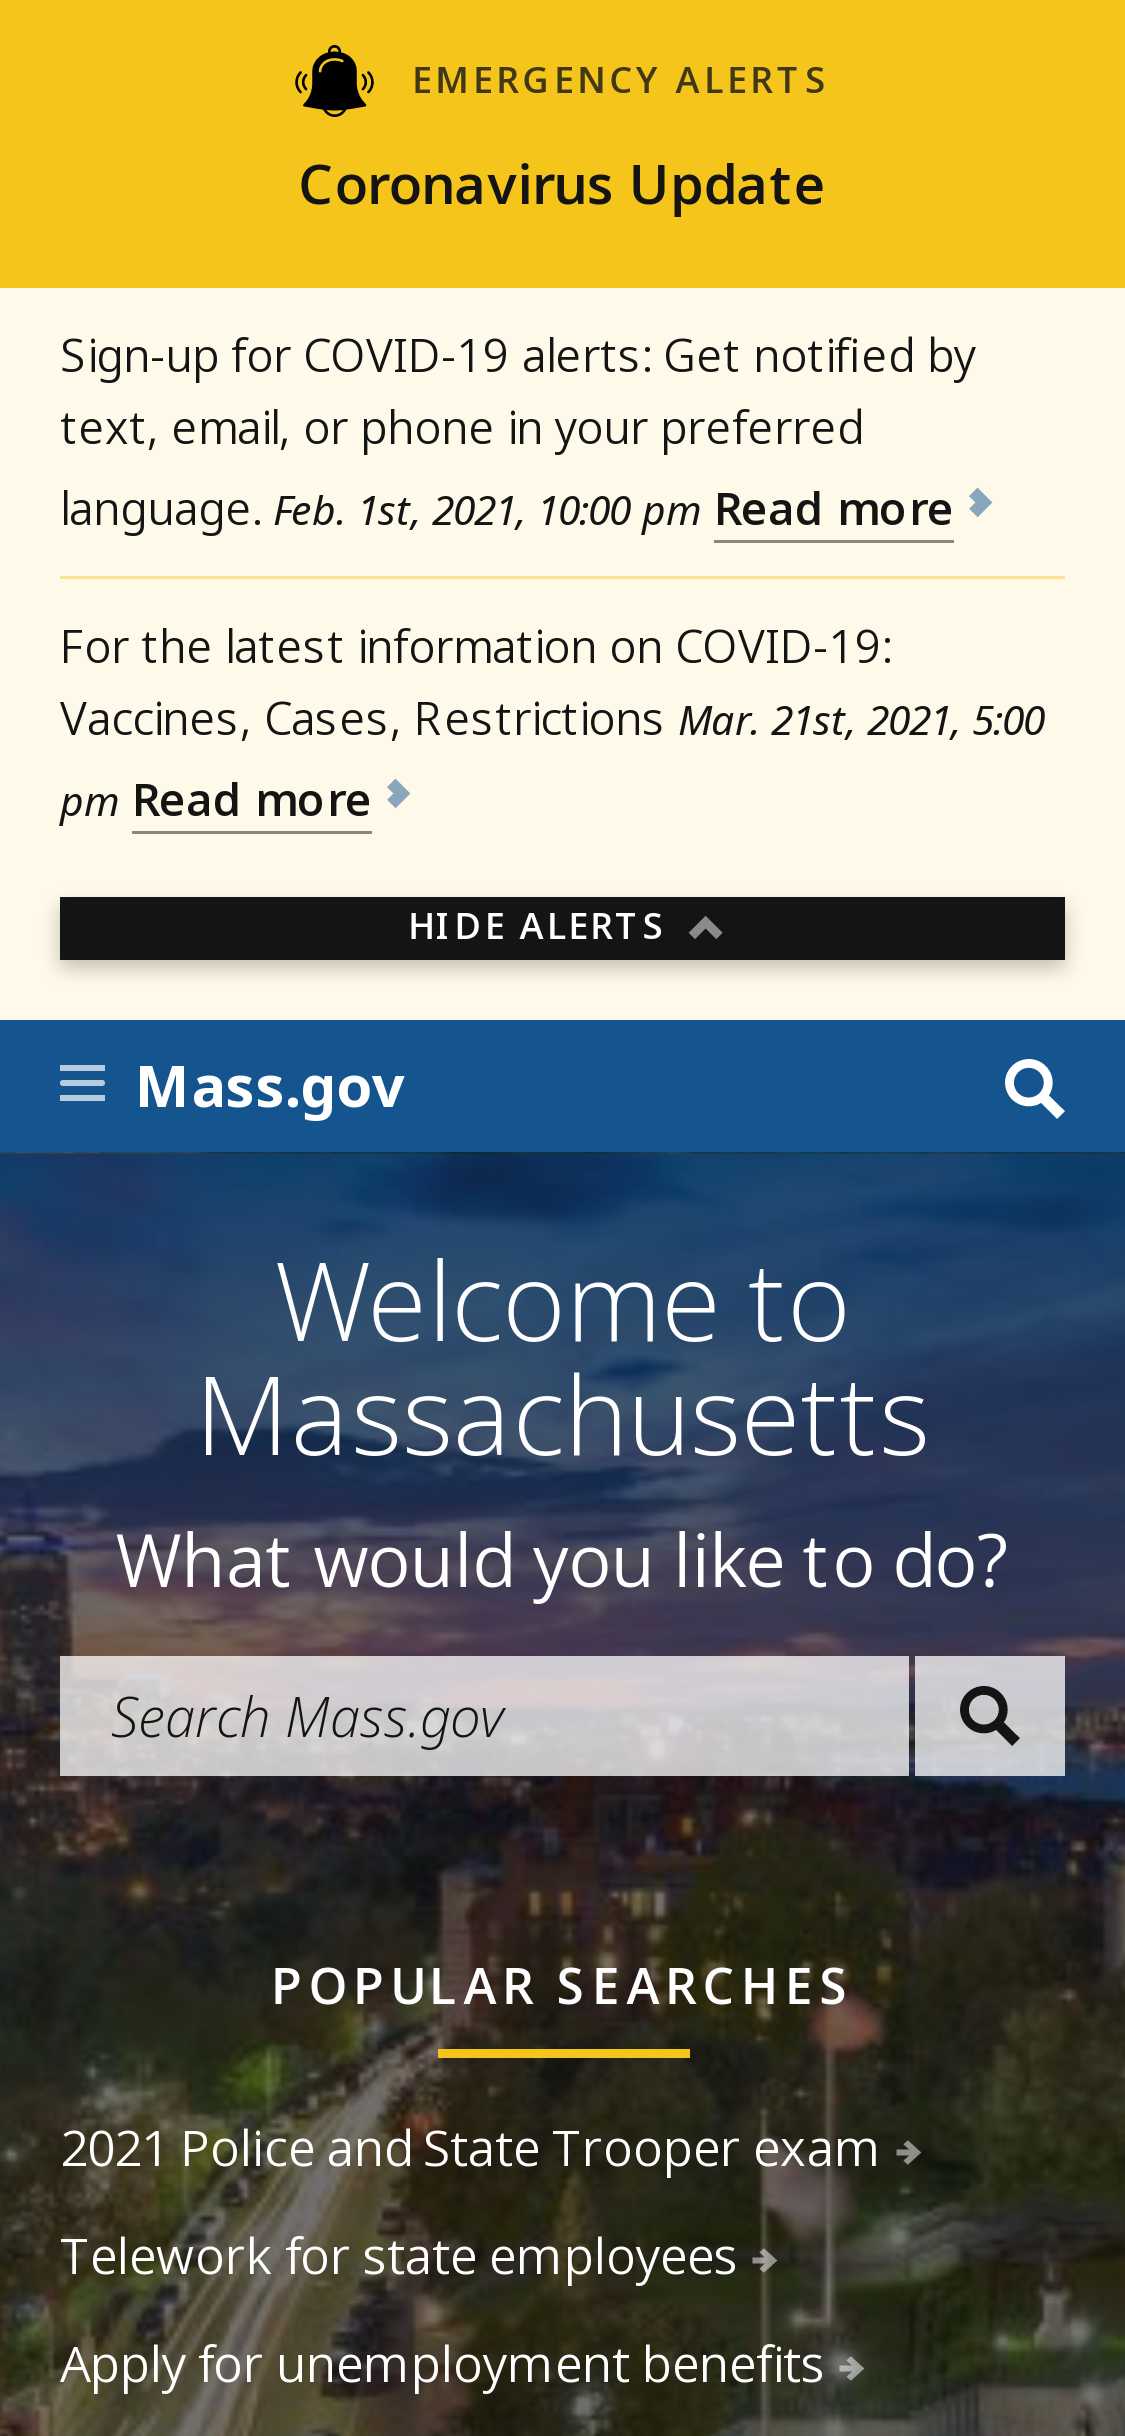 EMERGENCY ALERTS
Coronavirus Update
Sign-up for COVID-19 alerts: Get notified by
text, email, or phone in your preferred
language. Feb. 1st, 2021, 10:00 pm Read more
For the latest information on COVID-19:
Vaccines, Cases, Restrictions Mar. 21st, 2021, 5:00
pm Read more
HIDE ALERTS
Mass.gov
Welcome to
Massachusetts
What would you like to do?
Search Mass.gov
POPULAR SEARCHES
2021 Police and State Trooper exam
Telework for state employees
Apply for unemployment benefits